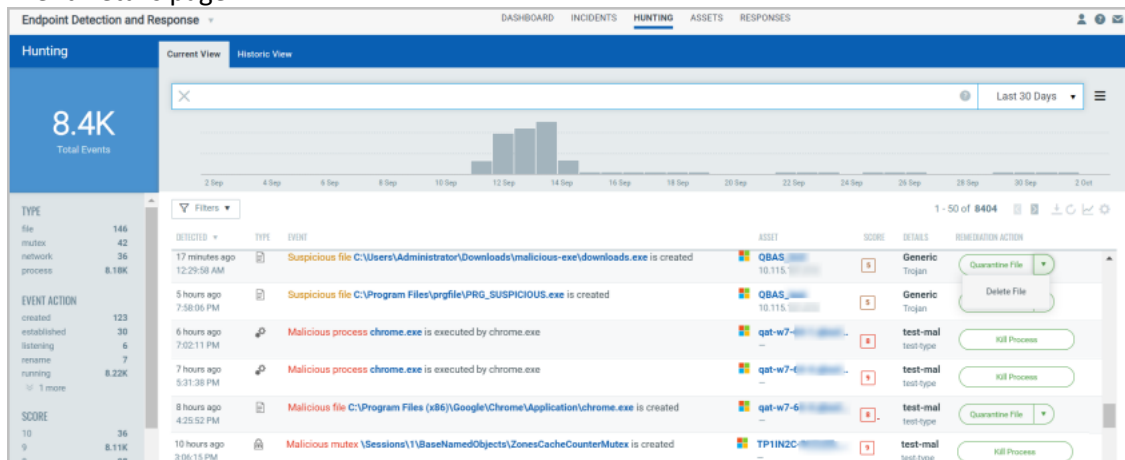 Endpoint Detection and Response
DASHBOARD INCIDENTS HUNTING ASSETS RESPONSES
Hunting
Current View Historic View
Last 30 Days
8.4K
Total Events
2 Sep 4 Sep 6 Sep 8 Sep 10 Sep 12 Sep 14 Sep 16 Sep 18 Sep 20 Sep 22 Sep 24 Sep 26 Sep 28 Sep 30 Sep 2 Oct
Filters
1 - 50 of 8404
TYPE
file 146
mutex 42
network 36
process 8.18K
EVENT ACTION
created 123
established 30
listening 6
rename 7
running 8.22K
1 more
SCORE
10 36
9 8.11K
DETECTED TYPE EVENT ASSET SCORE DETAILS REMEDIATION ACTION
17 minutes ago Suspicious file C:\Users\Administrator\Downloads\malicious-exe\downloads.exe is created QBAS_ 5 Generic Quarantine File
12:29:58 AM 10.115. Trojan
Delete File
5 hours ago Suspicious file C:\Program Files\prgfile\PRG_SUSPICIOUS.exe is created QBAS_ 5 Generic
7:58:06 PM 10.115. Trojan
6 hours ago Malicious process chrome.exe is executed by chrome.exe qat-w7- 8 test-mal Kill Process
7:02:11 PM -- test-type
7 hours ago Malicious process chrome.exe is executed by chrome.exe qat-w7- 9 test-mal Kill Process
5:31:38 PM -- test-type
8 hours ago Malicious file C:\Program Files (x86)\Google\Chrome\Application\chrome.exe is created qat-w7-6 8 test-mal Quarantine File
4:25:52 PM -- test-type
10 hours ago Malicious mutex \Sessions\1\BaseNamedObjects\ZonesCacheCounterMutex is created TP1IN2C- 9 test-mal Kill Process
3:06:15 PM test-type